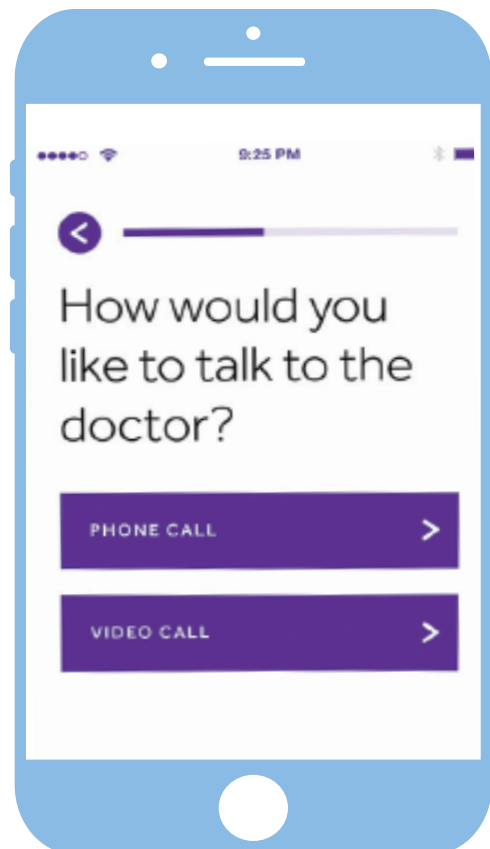 9:25 PM
How would you
like to talk to the
doctor?
PHONE CALL
VIDEO CALL